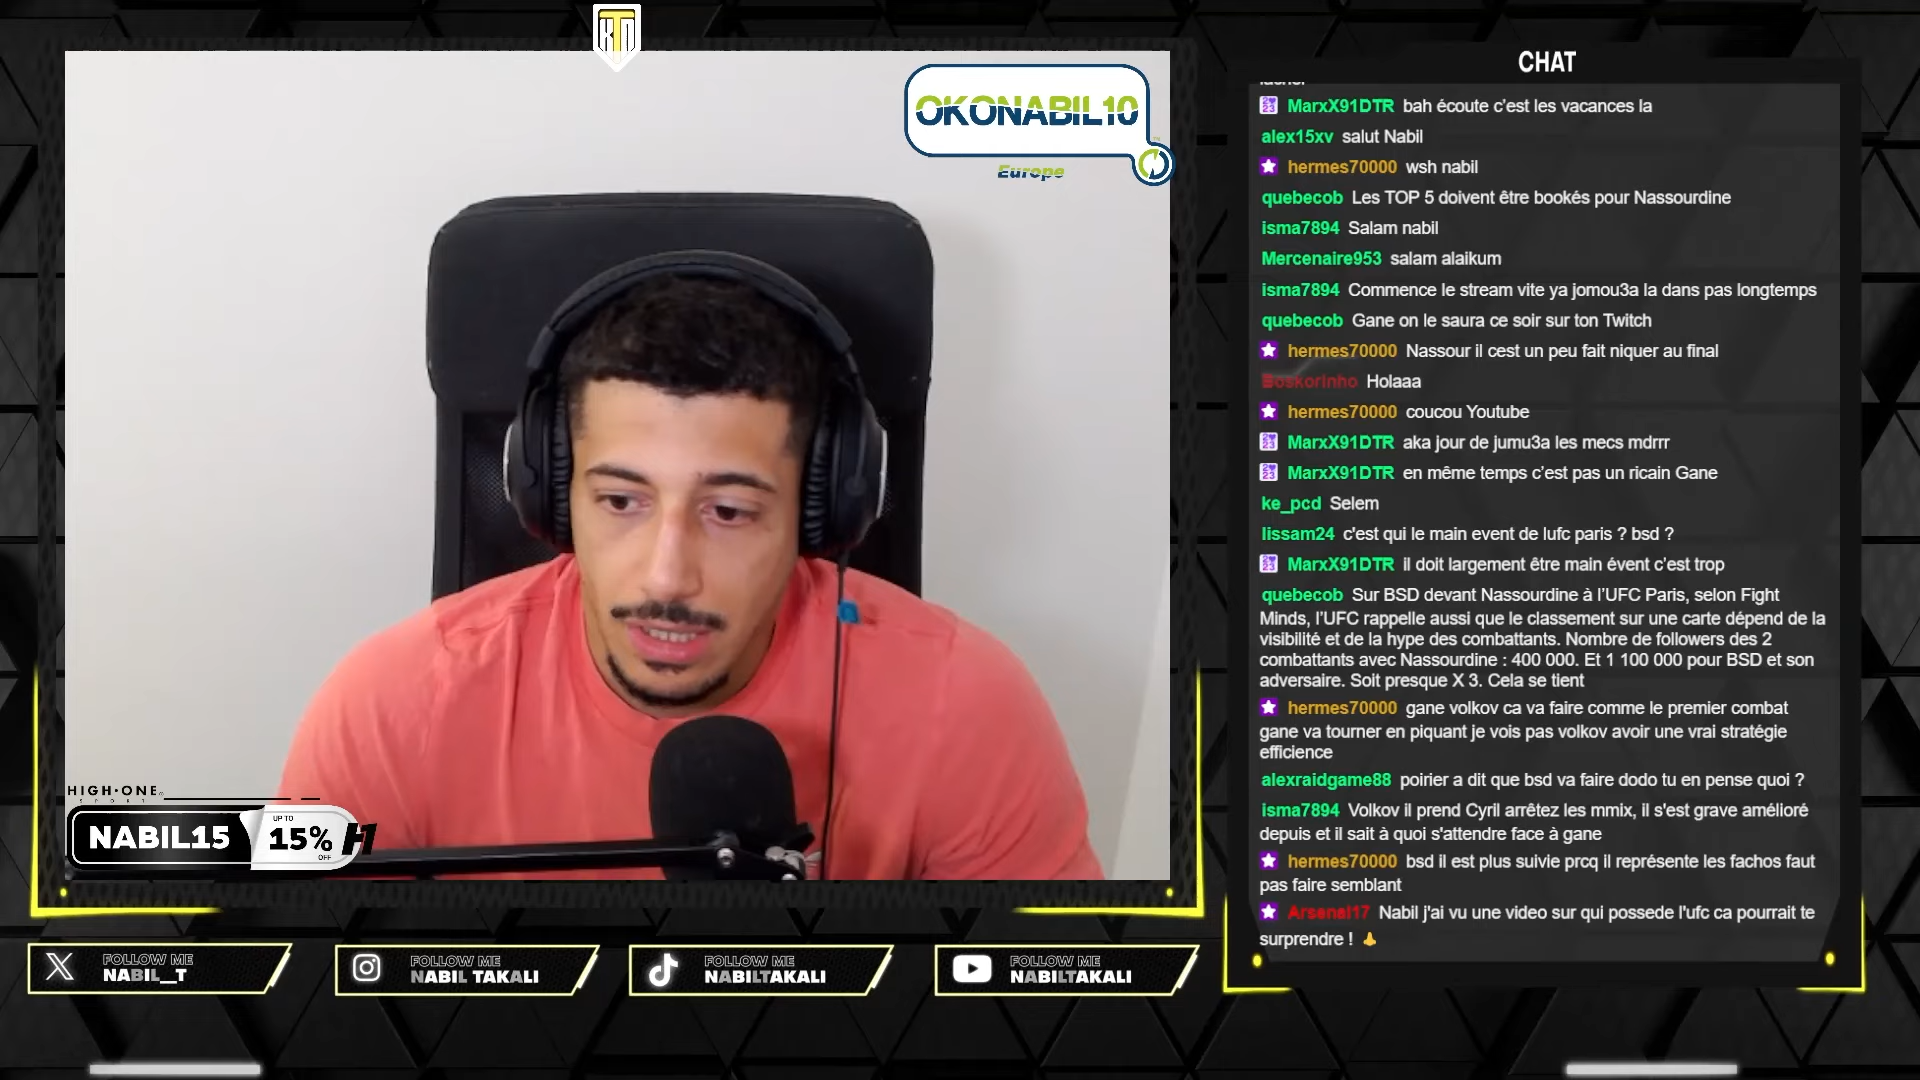 KTN
OKONABIL10
Europe
HIGH·ONE
SPORT
NABIL15
UP TO
15%
OFF
H1
FOLLOW ME
NABIL__T
FOLLOW ME
NABIL TAKALI
FOLLOW ME
NABILTAKALI
FOLLOW ME
NABILTAKALI
CHAT
MarxX91DTR bah écoute c'est les vacances la
alex15xv salut Nabil
hermes70000 wsh nabil
quebecob Les TOP 5 doivent être bookés pour Nassourdine
isma7894 Salam nabil
Mercenaire953 salam alaikum
isma7894 Commence le stream vite ya jomou3a la dans pas longtemps
quebecob Gane on le saura ce soir sur ton Twitch
hermes70000 Nassour il cest un peu fait niquer au final
Boskorinho Holaaa
hermes70000 coucou Youtube
MarxX91DTR aka jour de jumu3a les mecs mdrrr
MarxX91DTR en même temps c'est pas un ricain Gane
ke_pcd Selem
lissam24 c'est qui le main event de lufc paris ? bsd ?
MarxX91DTR il doit largement être main évent c'est trop
quebecob Sur BSD devant Nassourdine à l'UFC Paris, selon Fight
Minds, l'UFC rappelle aussi que le classement sur une carte dépend de la
visibilité et de la hype des combattants. Nombre de followers des 2
combattants avec Nassourdine : 400 000. Et 1 100 000 pour BSD et son
adversaire. Soit presque X 3. Cela se tient
hermes70000 gane volkov ca va faire comme le premier combat
gane va tourner en piquant je vois pas volkov avoir une vrai stratégie
efficience
alexraidgame88 poirier a dit que bsd va faire dodo tu en pense quoi ?
isma7894 Volkov il prend Cyril arrêtez les mmix, il s'est grave amélioré
depuis et il sait à quoi s'attendre face à gane
hermes70000 bsd il est plus suivie prcq il représente les fachos faut
pas faire semblant
Arsenal17 Nabil j'ai vu une video sur qui possede l'ufc ca pourrait te
surprendre !